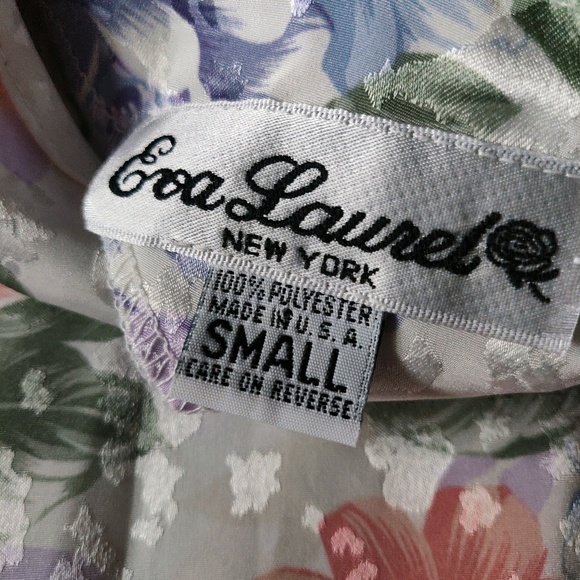 Eva Laurel
NEW YORK
100% POLYESTER
MADE IN U.S.A.
SMALL
CARE ON REVERSE